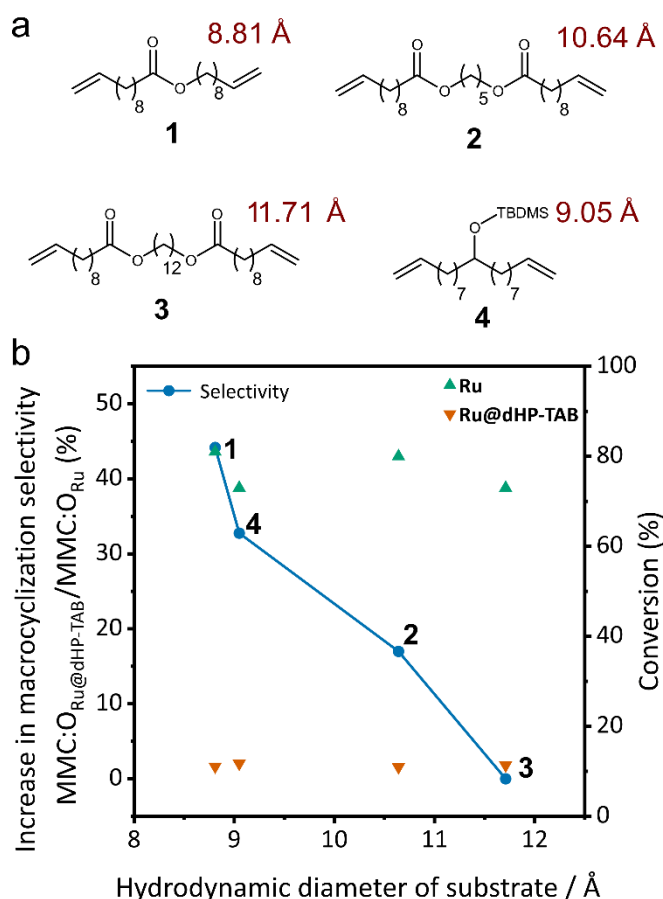 a
8.81 Å
10.64 Å
O
O
O
O
O
O
8
8
8
5
8
1
2
11.71 Å
9.05 Å
O
O
O
O
OTBDMS
8
12
8
7
7
3
4
b
Increase in macrocyclization selectivity
MMC:O_Ru@dHP-TAB/MMC:O_Ru (%)
50
40
30
20
10
0
Selectivity
Ru
Ru@dHP-TAB
1
4
2
3
100
80
60
40
20
0
Conversion (%)
8
9
10
11
12
Hydrodynamic diameter of substrate / Å